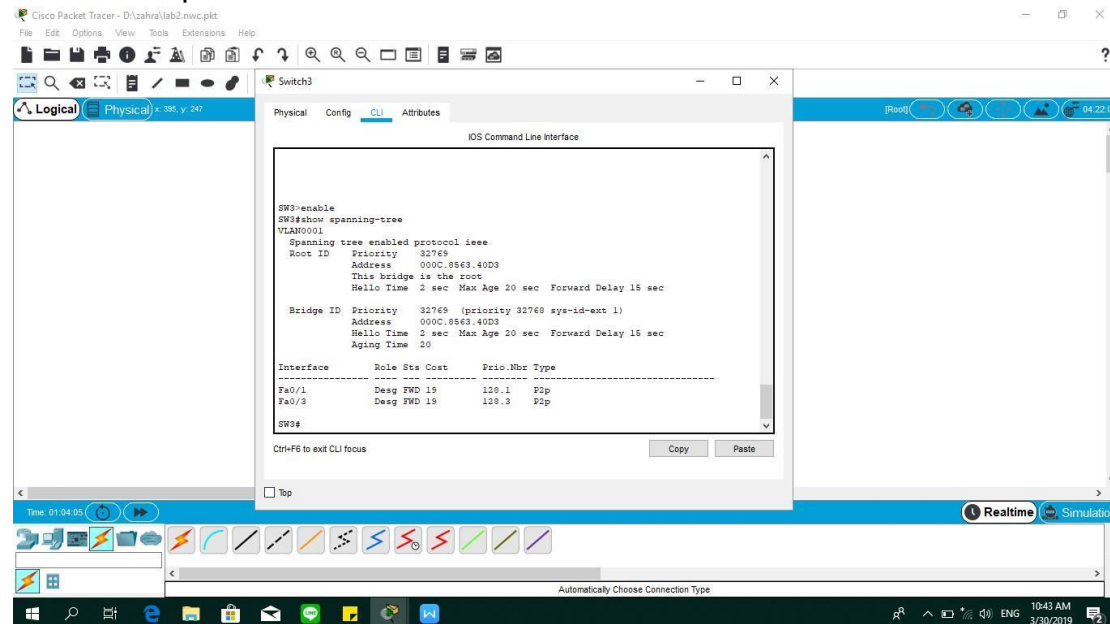 Cisco Packet Tracer - D:\zahra\lab2.nwc.pkt
File Edit Options View Tools Extensions Help
?
Switch3
Logical Physical x: 395, y: 247
[Root] 04:22:0
Physical Config CLI Attributes
IOS Command Line Interface
SW3>enable
SW3#show spanning-tree
VLAN0001
Spanning tree enabled protocol ieee
Root ID Priority 32769
Address 000C.8563.40D3
This bridge is the root
Hello Time 2 sec Max Age 20 sec Forward Delay 15 sec
Bridge ID Priority 32769 (priority 32768 sys-id-ext 1)
Address 000C.8563.40D3
Hello Time 2 sec Max Age 20 sec Forward Delay 15 sec
Aging Time 20
Interface Role Sts Cost Prio.Nbr Type
---------------- ---- --- --------- -------- --------------------------------
Fa0/1 Desg FWD 19 128.1 P2p
Fa0/3 Desg FWD 19 128.3 P2p
SW3#
Ctrl+F6 to exit CLI focus
Copy Paste
Top
Time: 01:04:05
Realtime Simulatio
Automatically Choose Connection Type
ENG
10:43 AM
3/30/2019
2